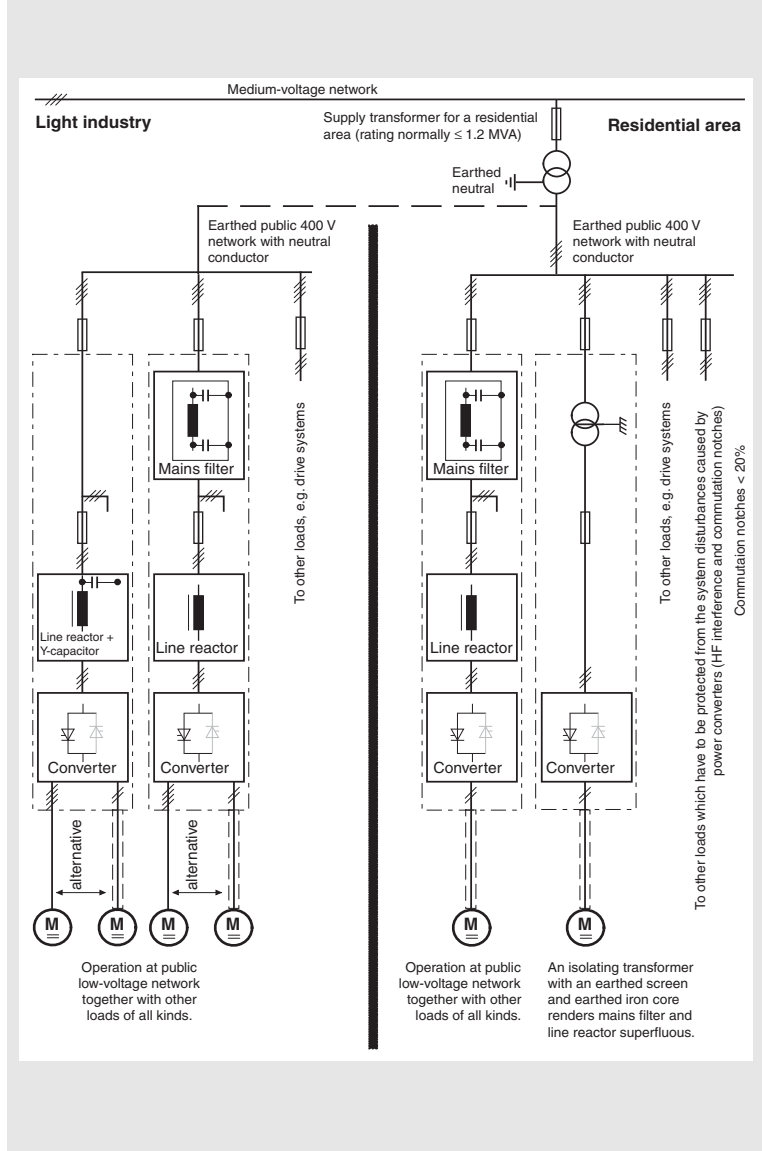 Medium-voltage network
Light industry
Supply transformer for a residential
area (rating normally ≤ 1.2 MVA)
Residential area
Earthed
neutral
Earthed public 400 V
network with neutral
conductor
Earthed public 400 V
network with neutral
conductor
Mains filter
Line reactor +
Y-capacitor
Line reactor
Converter
Converter
To other loads, e.g. drive systems
alternative
alternative
M
M
M
M
Operation at public
low-voltage network
together with other
loads of all kinds.
Mains filter
Line reactor
Converter
Converter
To other loads, e.g. drive systems
To other loads which have to be protected from the system disturbances caused by
power converters (HF interference and commutation notches)
Commutaion notches < 20%
M
M
Operation at public
low-voltage network
together with other
loads of all kinds.
An isolating transformer
with an earthed screen
and earthed iron core
renders mains filter and
line reactor superfluous.